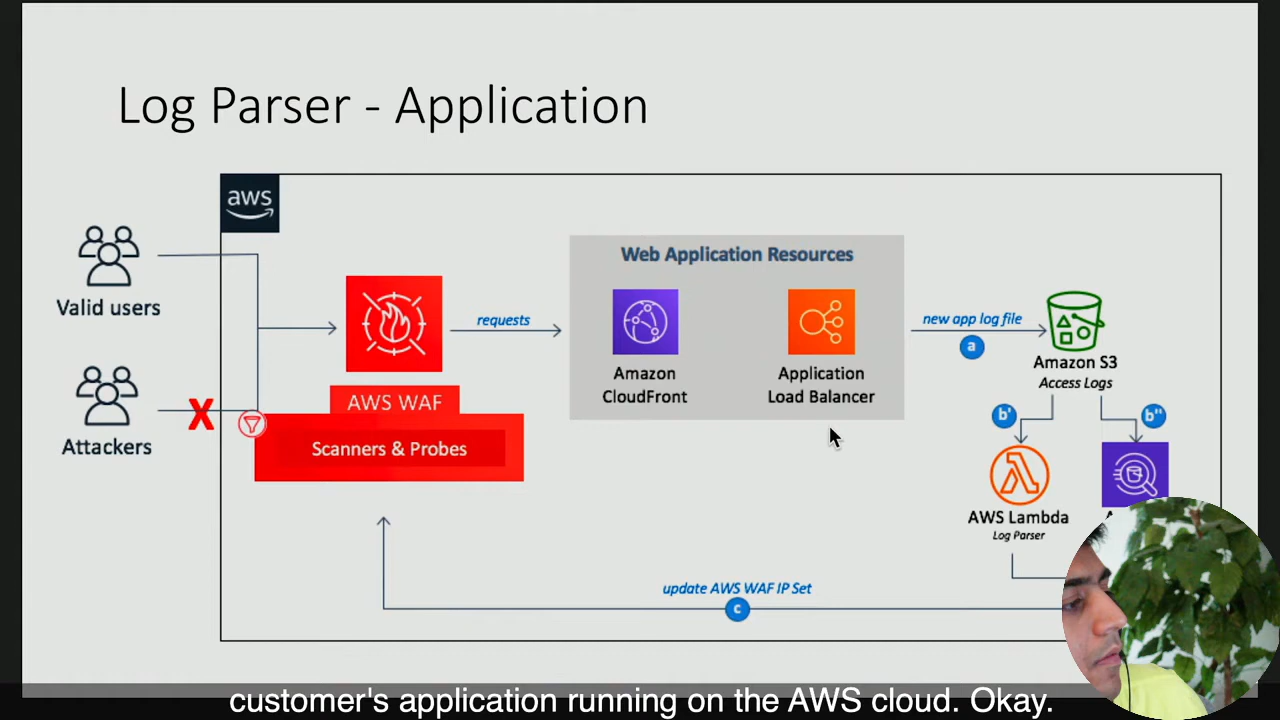 Log Parser - Application
aws
Valid users
Attackers
X
AWS WAF
Scanners & Probes
requests
Web Application Resources
Amazon
CloudFront
Application
Load Balancer
new app log file
a
Amazon S3
Access Logs
b'
b"
AWS Lambda
Log Parser
update AWS WAF IP Set
c
customer's application running on the AWS cloud. Okay.